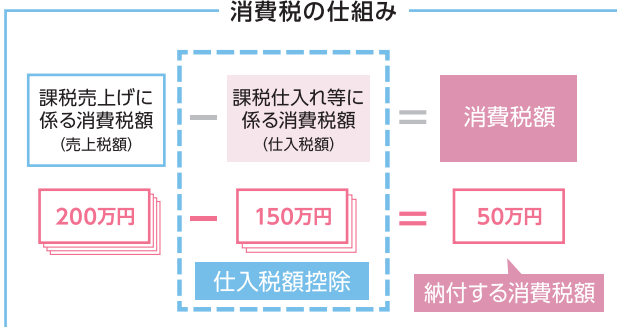 消費税の仕組み
課税売上げに
係る消費税額
（売上税額）
−
課税仕入れ等に
係る消費税額
（仕入税額）
＝
消費税額
200万円
−
150万円
＝
50万円
仕入税額控除
納付する消費税額